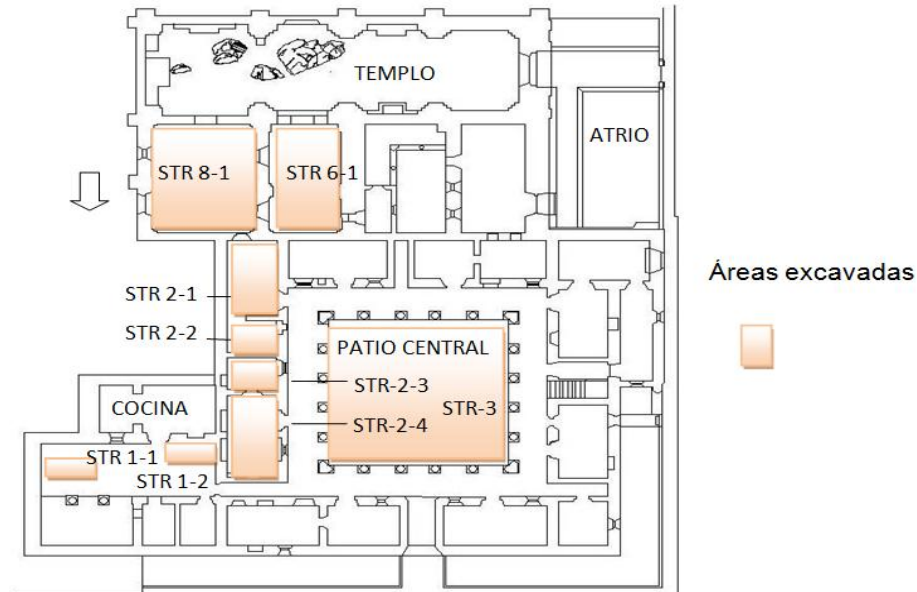 TEMPLO
ATRIO
STR 8-1
STR 6-1
Áreas excavadas
STR 2-1
STR 2-2
PATIO CENTRAL
STR-2-3
COCINA
STR-3
STR-2-4
STR 1-1
STR 1-2